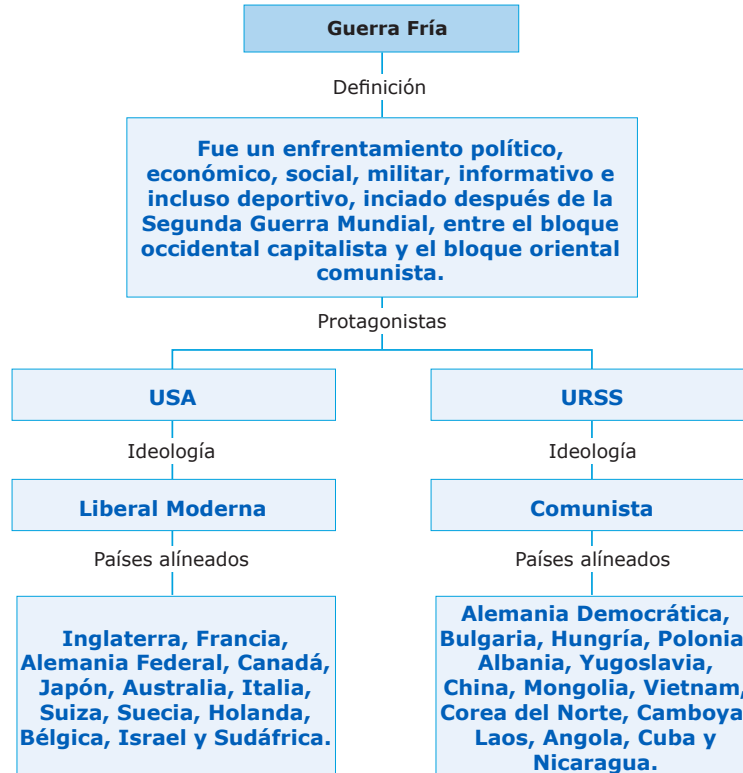 Guerra Fría
Definición
Fue un enfrentamiento político,
económico, social, militar, informativo e
incluso deportivo, inciado después de la
Segunda Guerra Mundial, entre el bloque
occidental capitalista y el bloque oriental
comunista.
Protagonistas
USA
URSS
Ideología
Ideología
Liberal Moderna
Comunista
Países alíneados
Países alíneados
Inglaterra, Francia,
Alemania Federal, Canadá,
Japón, Australia, Italia,
Suiza, Suecia, Holanda,
Bélgica, Israel y Sudáfrica.
Alemania Democrática,
Bulgaria, Hungría, Polonia
Albania, Yugoslavia,
China, Mongolia, Vietnam,
Corea del Norte, Camboya
Laos, Angola, Cuba y
Nicaragua.